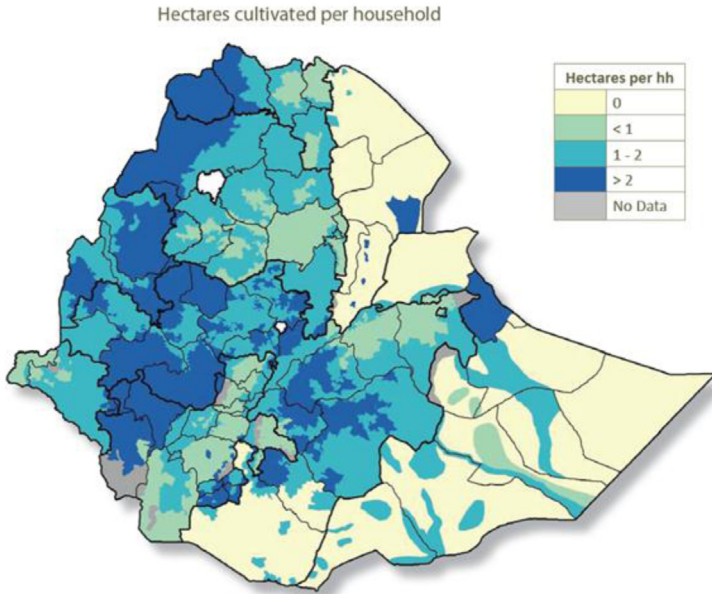 Hectares cultivated per household
Hectares per hh
0
< 1
1 - 2
> 2
No Data